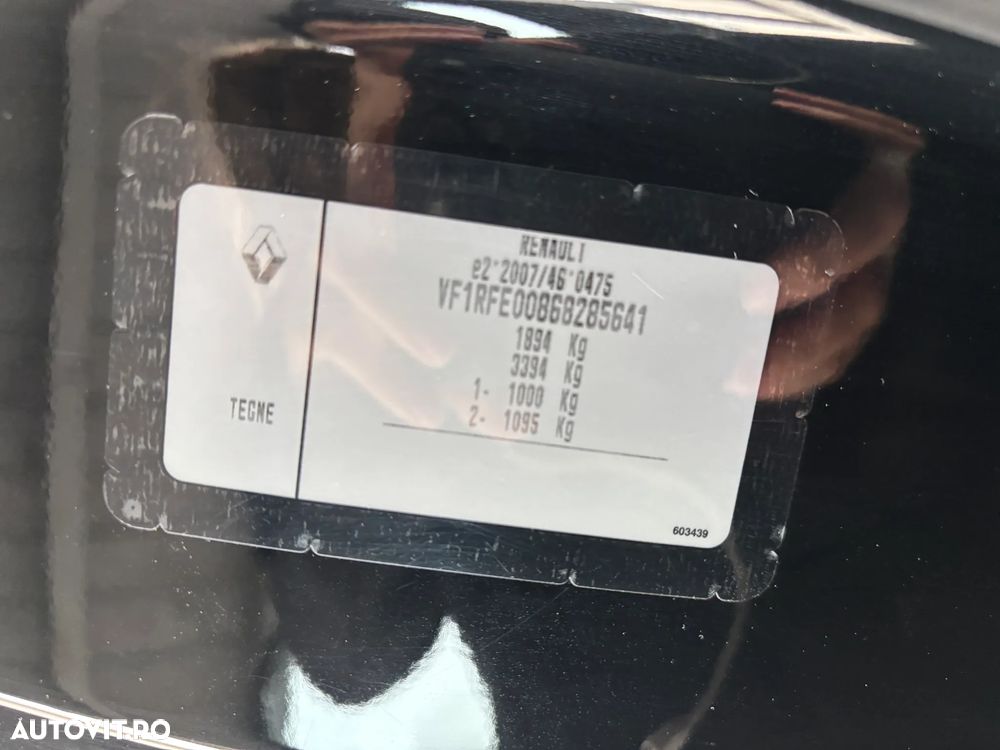 RENAULT
e2*2007/46*0475
VF1RFE00868285641
1894 Kg
3394 Kg
1- 1000 Kg
2- 1095 Kg
TEGNE
603439
AUTOVIT.RO